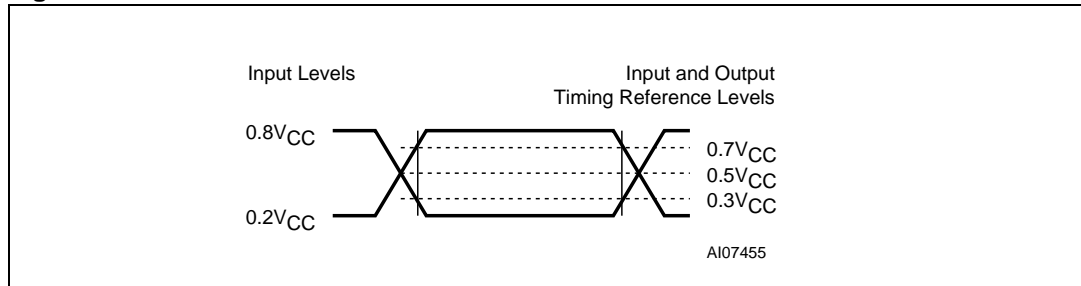 Input Levels
Input and Output
Timing Reference Levels
0.8VCC
0.7VCC
0.5VCC
0.3VCC
0.2VCC
AI07455